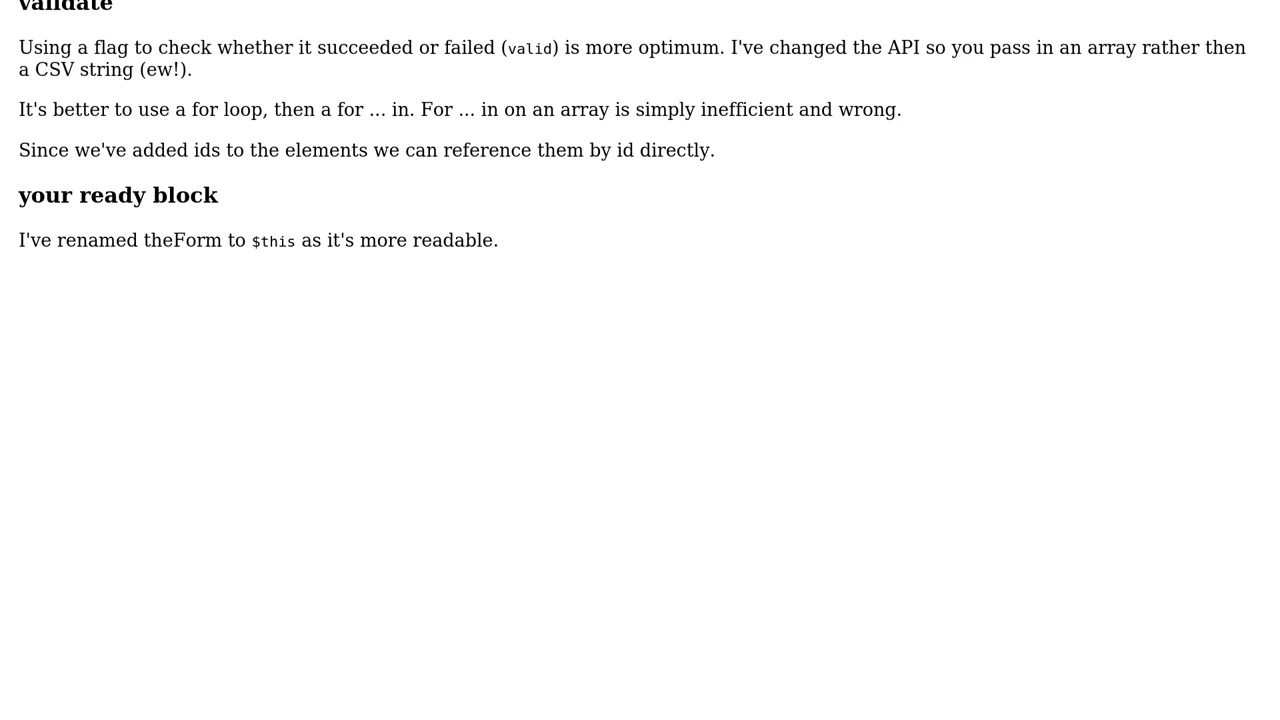 validate
Using a flag to check whether it succeeded or failed (valid) is more optimum. I've changed the API so you pass in an array rather then
a CSV string (ew!).
It's better to use a for loop, then a for ... in. For ... in on an array is simply inefficient and wrong.
Since we've added ids to the elements we can reference them by id directly.
your ready block
I've renamed theForm to $this as it's more readable.